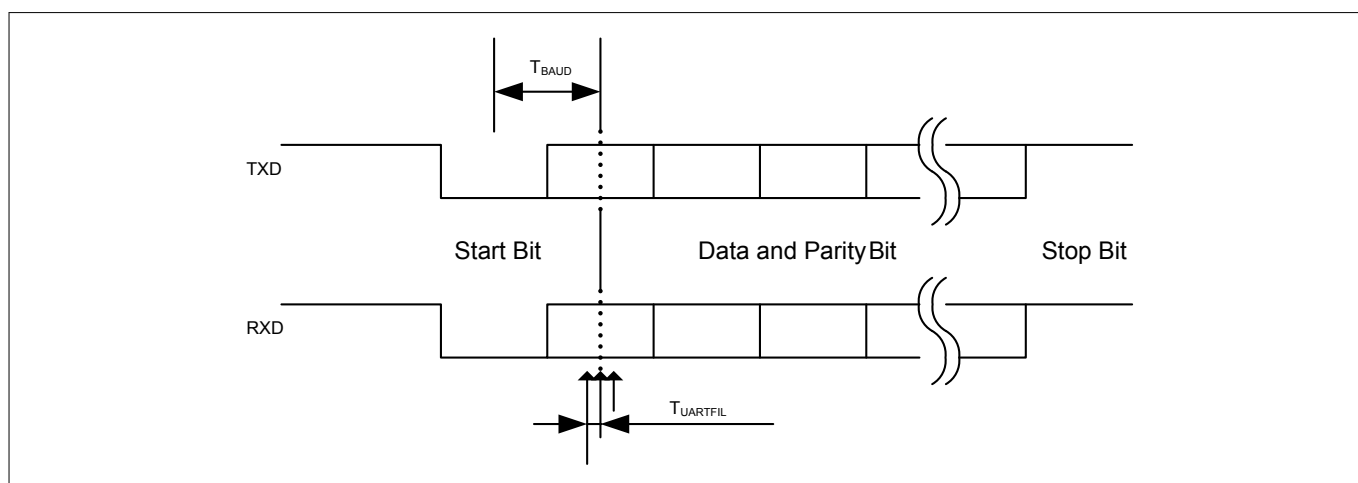 TBAUD
TXD
Start Bit
Data and Parity Bit
Stop Bit
RXD
TUARTFIL